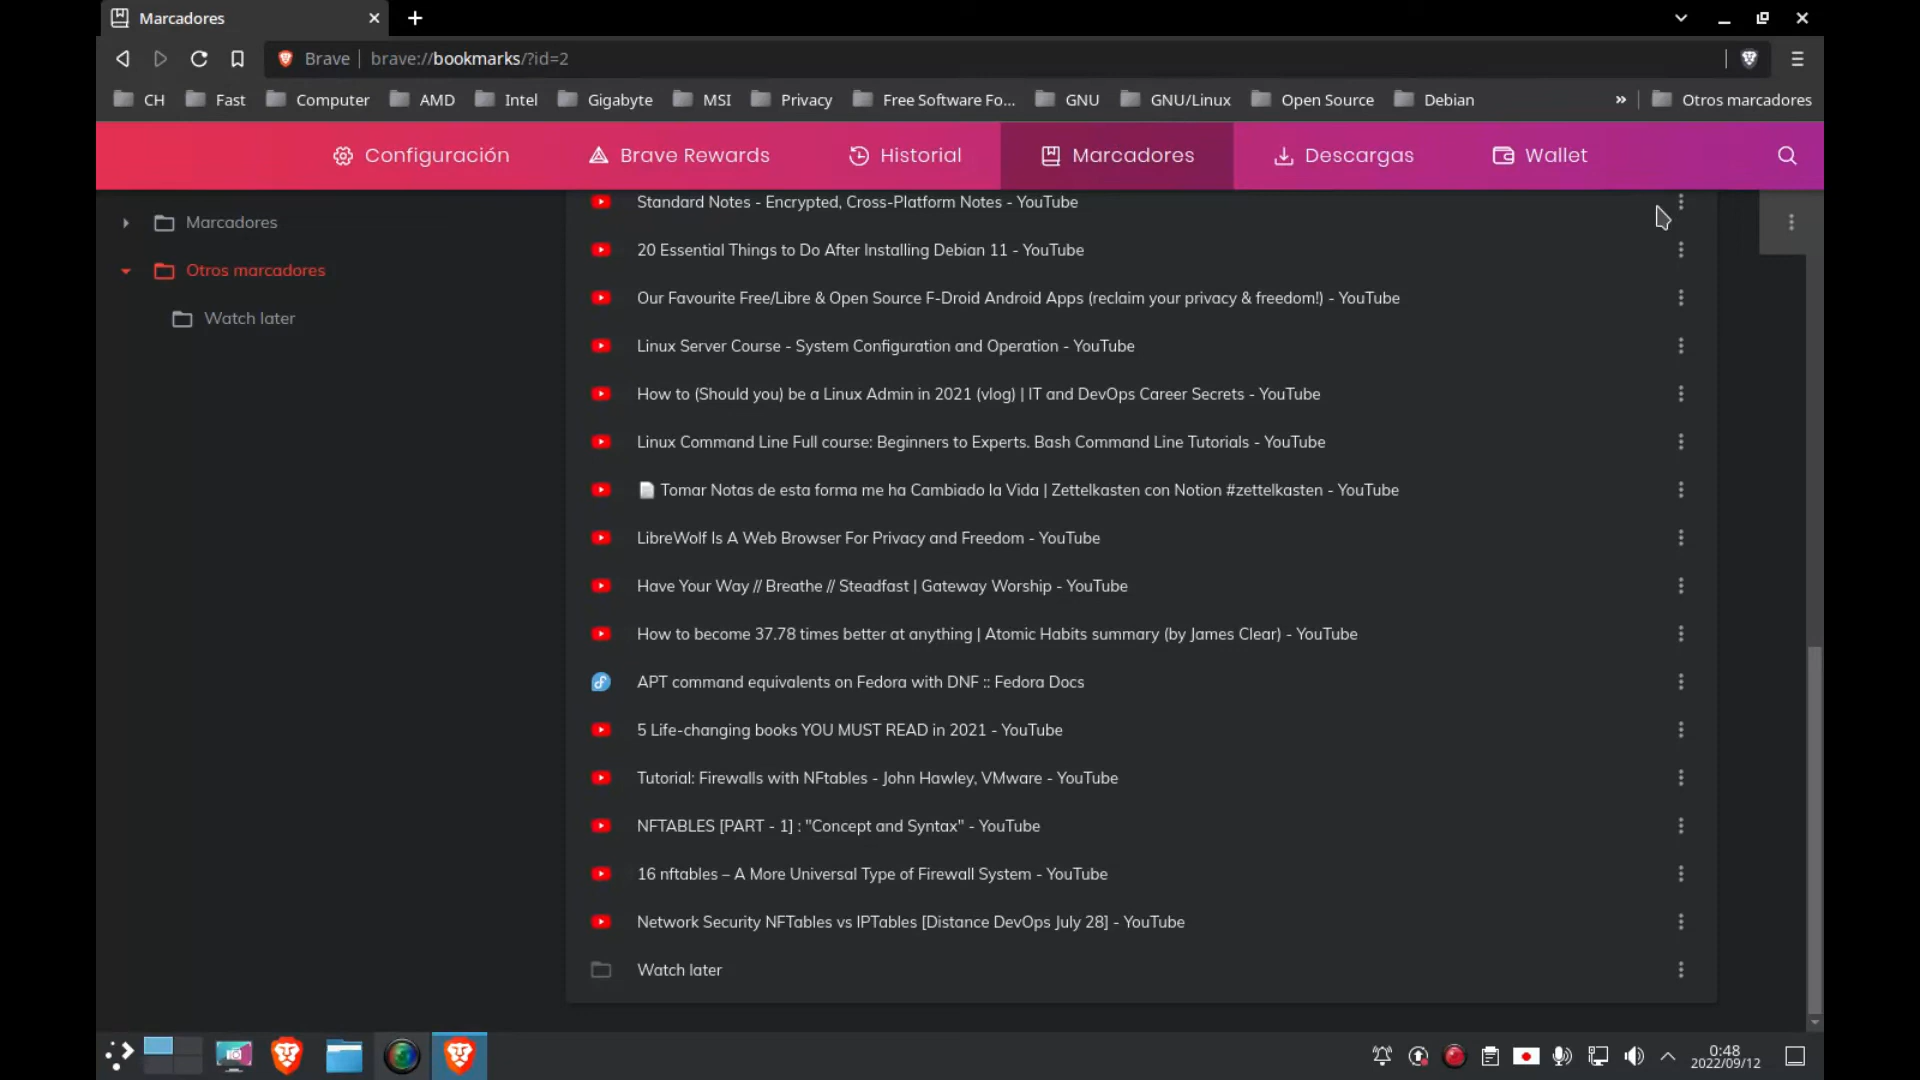 Marcadores
Brave brave://bookmarks/?id=2
CH Fast Computer AMD Intel Gigabyte MSI Privacy Free Software Fo... GNU GNU/Linux Open Source Debian » Otros marcadores
Configuración Brave Rewards Historial Marcadores Descargas Wallet
Marcadores
Otros marcadores
Watch later
Standard Notes - Encrypted, Cross-Platform Notes - YouTube
20 Essential Things to Do After Installing Debian 11 - YouTube
Our Favourite Free/Libre & Open Source F-Droid Android Apps (reclaim your privacy & freedom!) - YouTube
Linux Server Course - System Configuration and Operation - YouTube
How to (Should you) be a Linux Admin in 2021 (vlog) | IT and DevOps Career Secrets - YouTube
Linux Command Line Full course: Beginners to Experts. Bash Command Line Tutorials - YouTube
Tomar Notas de esta forma me ha Cambiado la Vida | Zettelkasten con Notion #zettelkasten - YouTube
LibreWolf Is A Web Browser For Privacy and Freedom - YouTube
Have Your Way // Breathe // Steadfast | Gateway Worship - YouTube
How to become 37.78 times better at anything | Atomic Habits summary (by James Clear) - YouTube
APT command equivalents on Fedora with DNF :: Fedora Docs
5 Life-changing books YOU MUST READ in 2021 - YouTube
Tutorial: Firewalls with NFtables - John Hawley, VMware - YouTube
NFTABLES [PART - 1] : "Concept and Syntax" - YouTube
16 nftables – A More Universal Type of Firewall System - YouTube
Network Security NFTables vs IPTables [Distance DevOps July 28] - YouTube
Watch later
0:48
2022/09/12